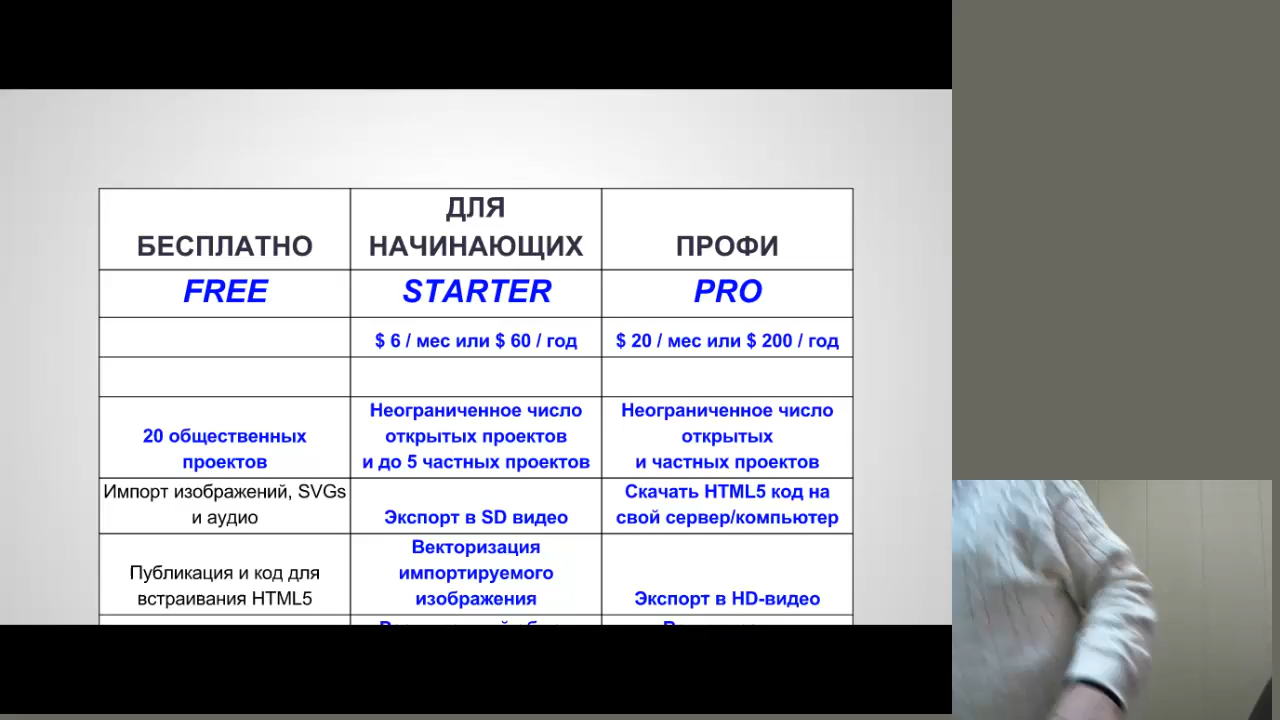 БЕСПЛАТНО
ДЛЯ
НАЧИНАЮЩИХ
ПРОФИ
FREE
STARTER
PRO
$ 6 / мес или $ 60 / год
$ 20 / мес или $ 200 / год
20 общественных
проектов
Неограниченное число
открытых проектов
и до 5 частных проектов
Неограниченное число
открытых
и частных проектов
Импорт изображений, SVGs
и аудио
Экспорт в SD видео
Скачать HTML5 код на
свой сервер/компьютер
Публикация и код для
встраивания HTML5
Векторизация
импортируемого
изображения
Экспорт в HD-видео